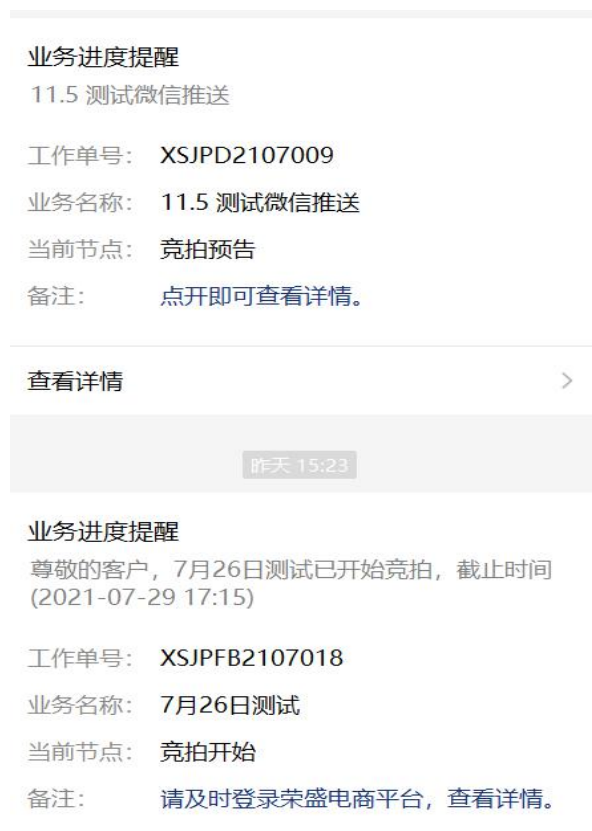 业务进度提醒
11.5 测试微信推送
工作单号： XSJPD2107009
业务名称： 11.5 测试微信推送
当前节点： 竞拍预告
备注： 点开即可查看详情。
查看详情
昨天 15:23
业务进度提醒
尊敬的客户，7月26日测试已开始竞拍，截止时间
(2021-07-29 17:15)
工作单号： XSJPFB2107018
业务名称： 7月26日测试
当前节点： 竞拍开始
备注： 请及时登录荣盛电商平台，查看详情。